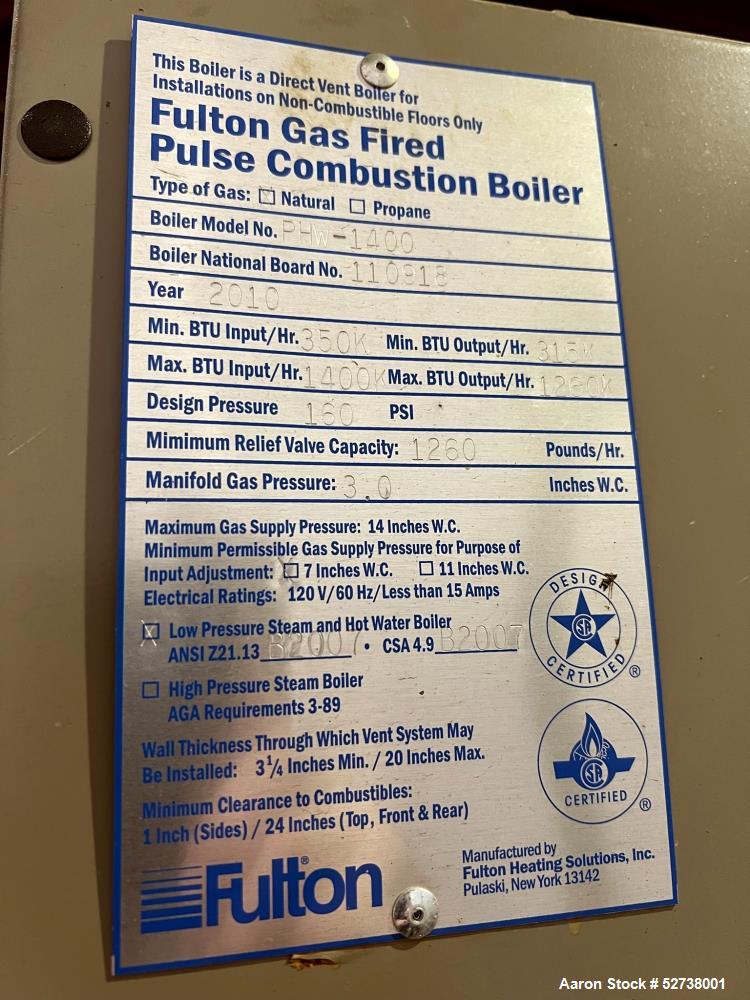 This Boiler is a Direct Vent Boiler for
Installations on Non-Combustible Floors Only
Fulton Gas Fired
Pulse Combustion Boiler
Type of Gas: ☐ Natural ☐ Propane
Boiler Model No. PHW-1400
Boiler National Board No. 110918
Year 2010
Min. BTU Input/Hr. 350K Min. BTU Output/Hr. 315K
Max. BTU Input/Hr. 1400K Max. BTU Output/Hr. 1260K
Design Pressure 160 PSI
Mimimum Relief Valve Capacity: 1260 Pounds/Hr.
Manifold Gas Pressure: 3.0 Inches W.C.
Maximum Gas Supply Pressure: 14 Inches W.C.
Minimum Permissible Gas Supply Pressure for Purpose of
Input Adjustment: ☐ 7 Inches W.C. ☐ 11 Inches W.C.
Electrical Ratings: 120 V/60 Hz/Less than 15 Amps
☒ Low Pressure Steam and Hot Water Boiler
ANSI Z21.13 B2007 • CSA 4.9 B2007
☐ High Pressure Steam Boiler
AGA Requirements 3-89
Wall Thickness Through Which Vent System May
Be Installed: 3 1/4 Inches Min. / 20 Inches Max.
Minimum Clearance to Combustibles:
1 Inch (Sides) / 24 Inches (Top, Front & Rear)
DESIGN
CERTIFIED ®
CERTIFIED ®
Fulton®
Manufactured by
Fulton Heating Solutions, Inc.
Pulaski, New York 13142
Aaron Stock # 52738001